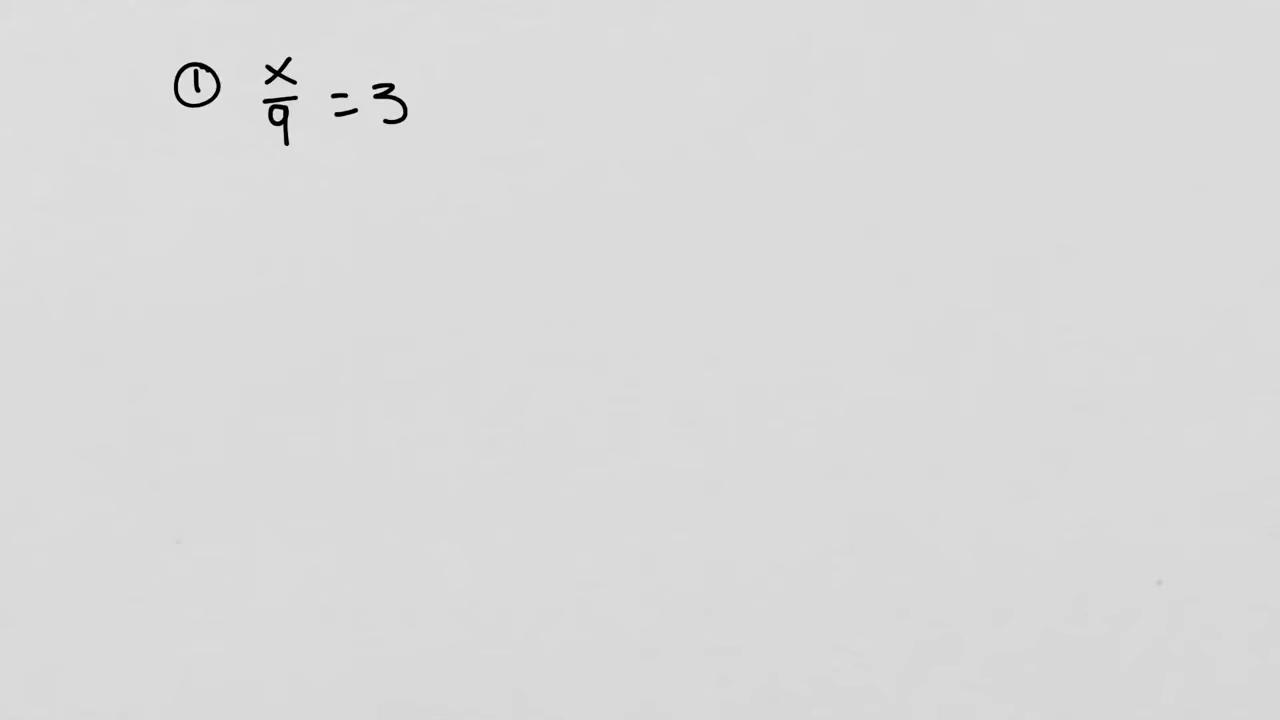 ① x/9 = 3